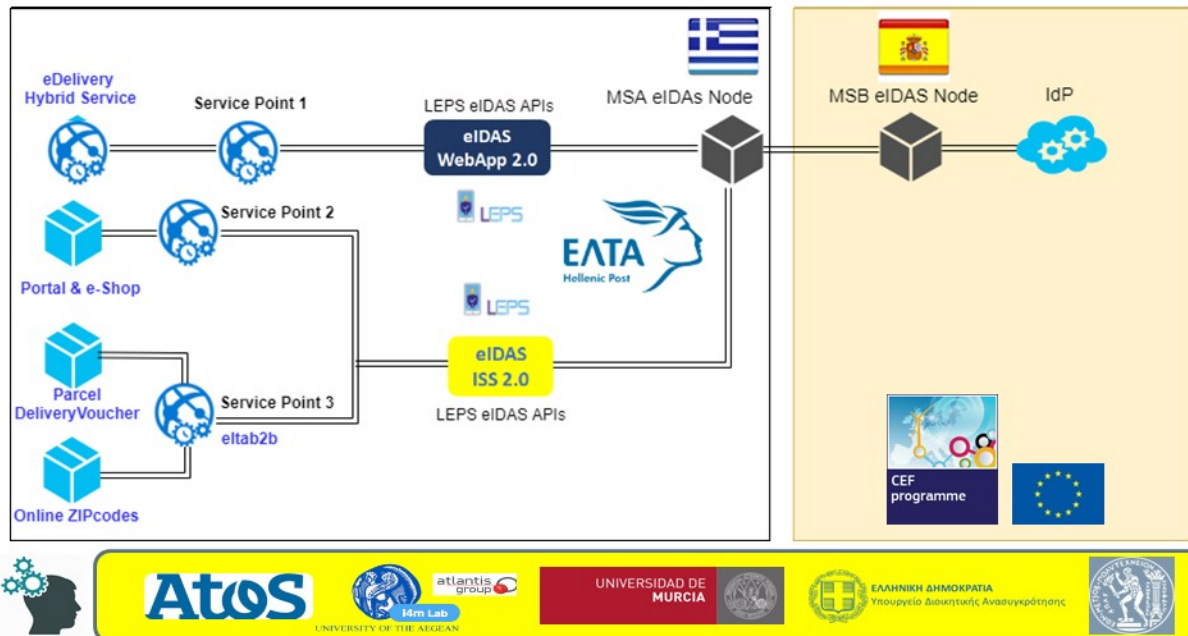 eDelivery
Hybrid Service
Service Point 1
LEPS eIDAS APIs
eIDAS
WebApp 2.0
MSA eIDAs Node
MSB eIDAS Node
IdP
LEPS
Service Point 2
Portal & e-Shop
ΕΛΤΑ
Hellenic Post
LEPS
eIDAS
ISS 2.0
LEPS eIDAS APIs
Parcel
DeliveryVoucher
Service Point 3
eltab2b
Online ZIPcodes
CEF
programme
Atos
atlantis
group
i4m Lab
UNIVERSITY OF THE AEGEAN
UNIVERSIDAD DE
MURCIA
ΕΛΛΗΝΙΚΗ ΔΗΜΟΚΡΑΤΙΑ
Υπουργείο Διοικητικής Ανασυγκρότησης